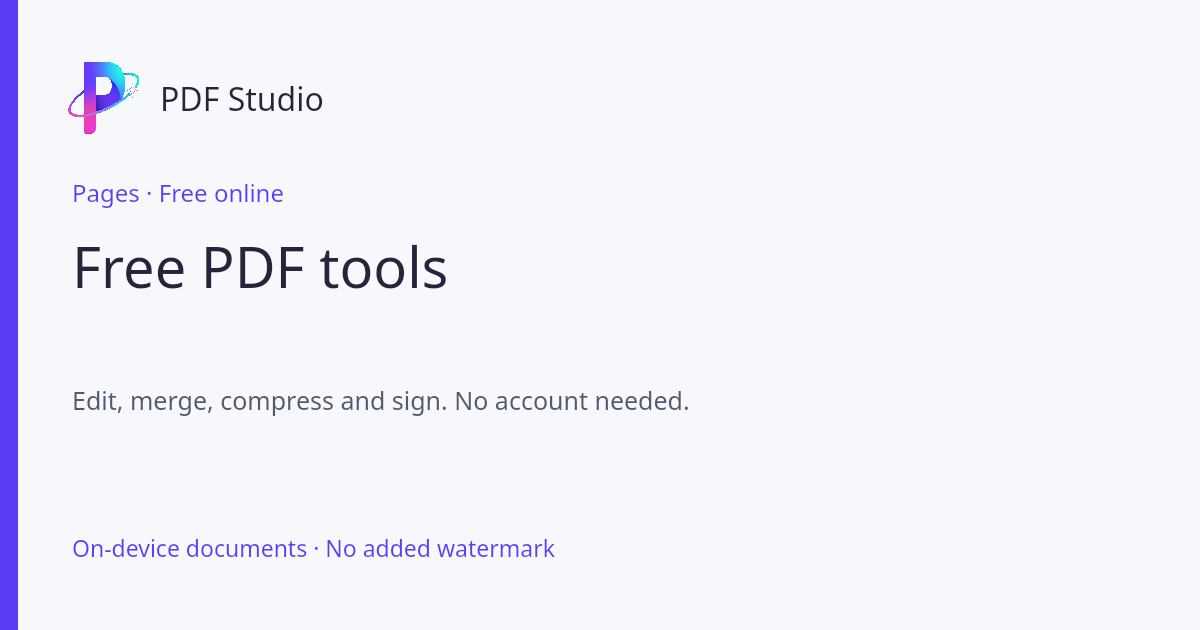 PDF Studio
Pages · Free online
Free PDF tools
Edit, merge, compress and sign. No account needed.
On-device documents · No added watermark